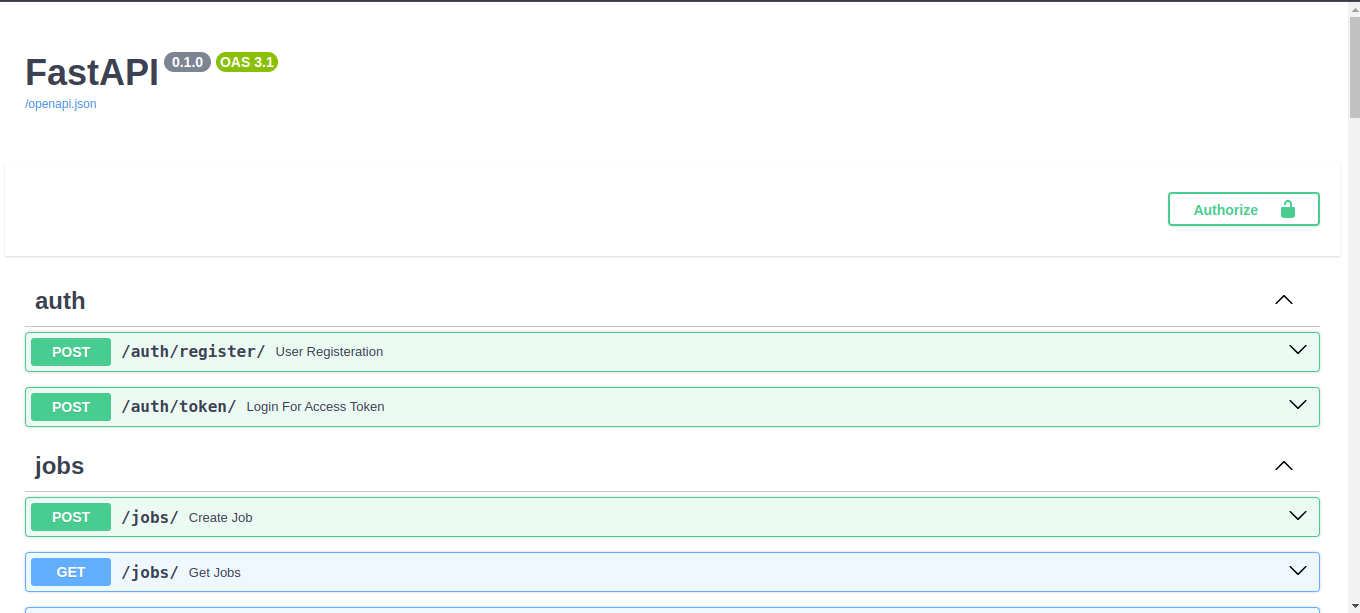 FastAPI 0.1.0 OAS 3.1
/openapi.json
Authorize
auth
POST /auth/register/ User Registeration
POST /auth/token/ Login For Access Token
jobs
POST /jobs/ Create Job
GET /jobs/ Get Jobs